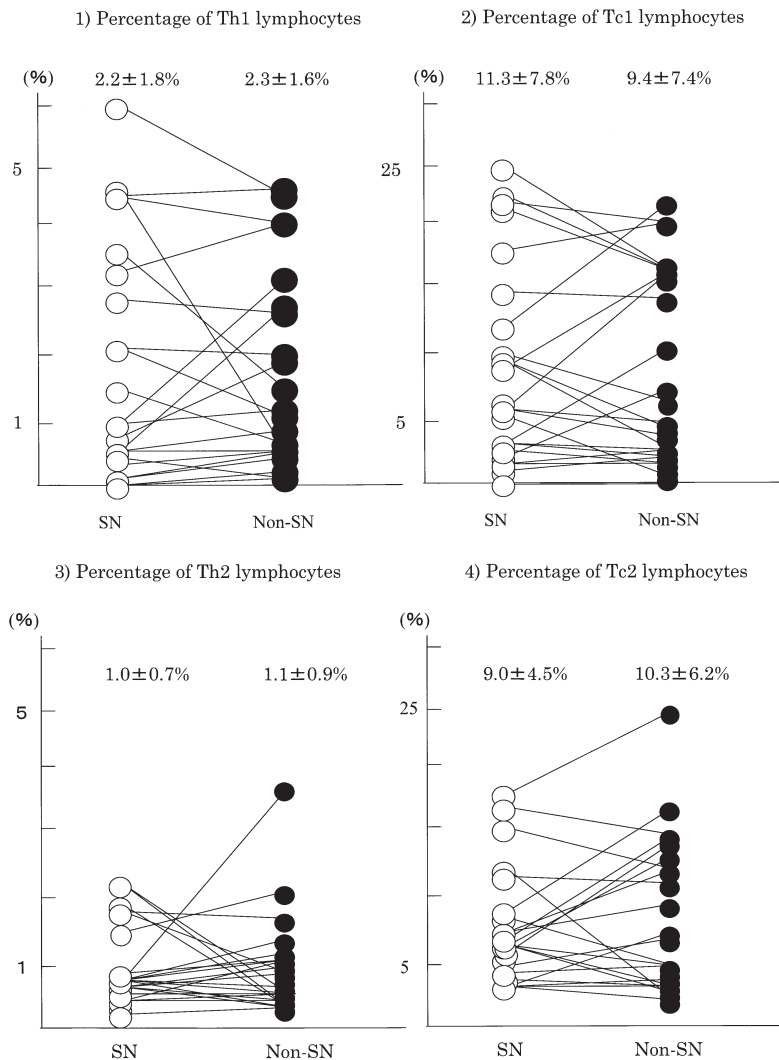 1) Percentage of Th1 lymphocytes
(%) 2.2±1.8% 2.3±1.6%
5
1
SN Non-SN
2) Percentage of Tc1 lymphocytes
(%) 11.3±7.8% 9.4±7.4%
25
5
SN Non-SN
3) Percentage of Th2 lymphocytes
(%)
1.0±0.7% 1.1±0.9%
5
1
SN Non-SN
4) Percentage of Tc2 lymphocytes
(%)
9.0±4.5% 10.3±6.2%
25
5
SN Non-SN